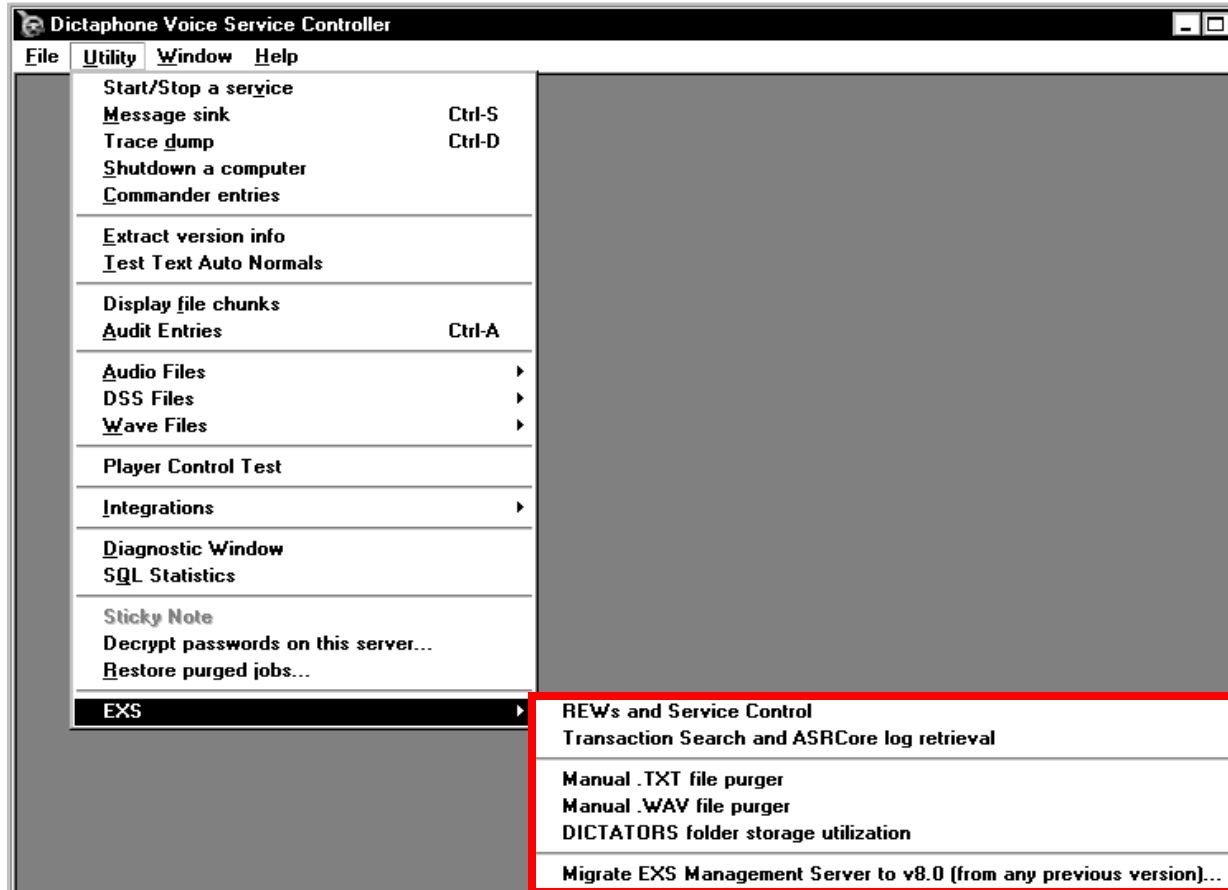 Dictaphone Voice Service Controller
File Utility Window Help
Start/Stop a service
Message sink Ctrl-S
Trace dump Ctrl-D
Shutdown a computer
Commander entries
Extract version info
Test Text Auto Normals
Display file chunks
Audit Entries Ctrl-A
Audio Files
DSS Files
Wave Files
Player Control Test
Integrations
Diagnostic Window
SQL Statistics
Sticky Note
Decrypt passwords on this server...
Restore purged jobs...
EXS
REWs and Service Control
Transaction Search and ASRCore log retrieval
Manual .TXT file purger
Manual .WAV file purger
DICTATORS folder storage utilization
Migrate EXS Management Server to v8.0 (from any previous version)...